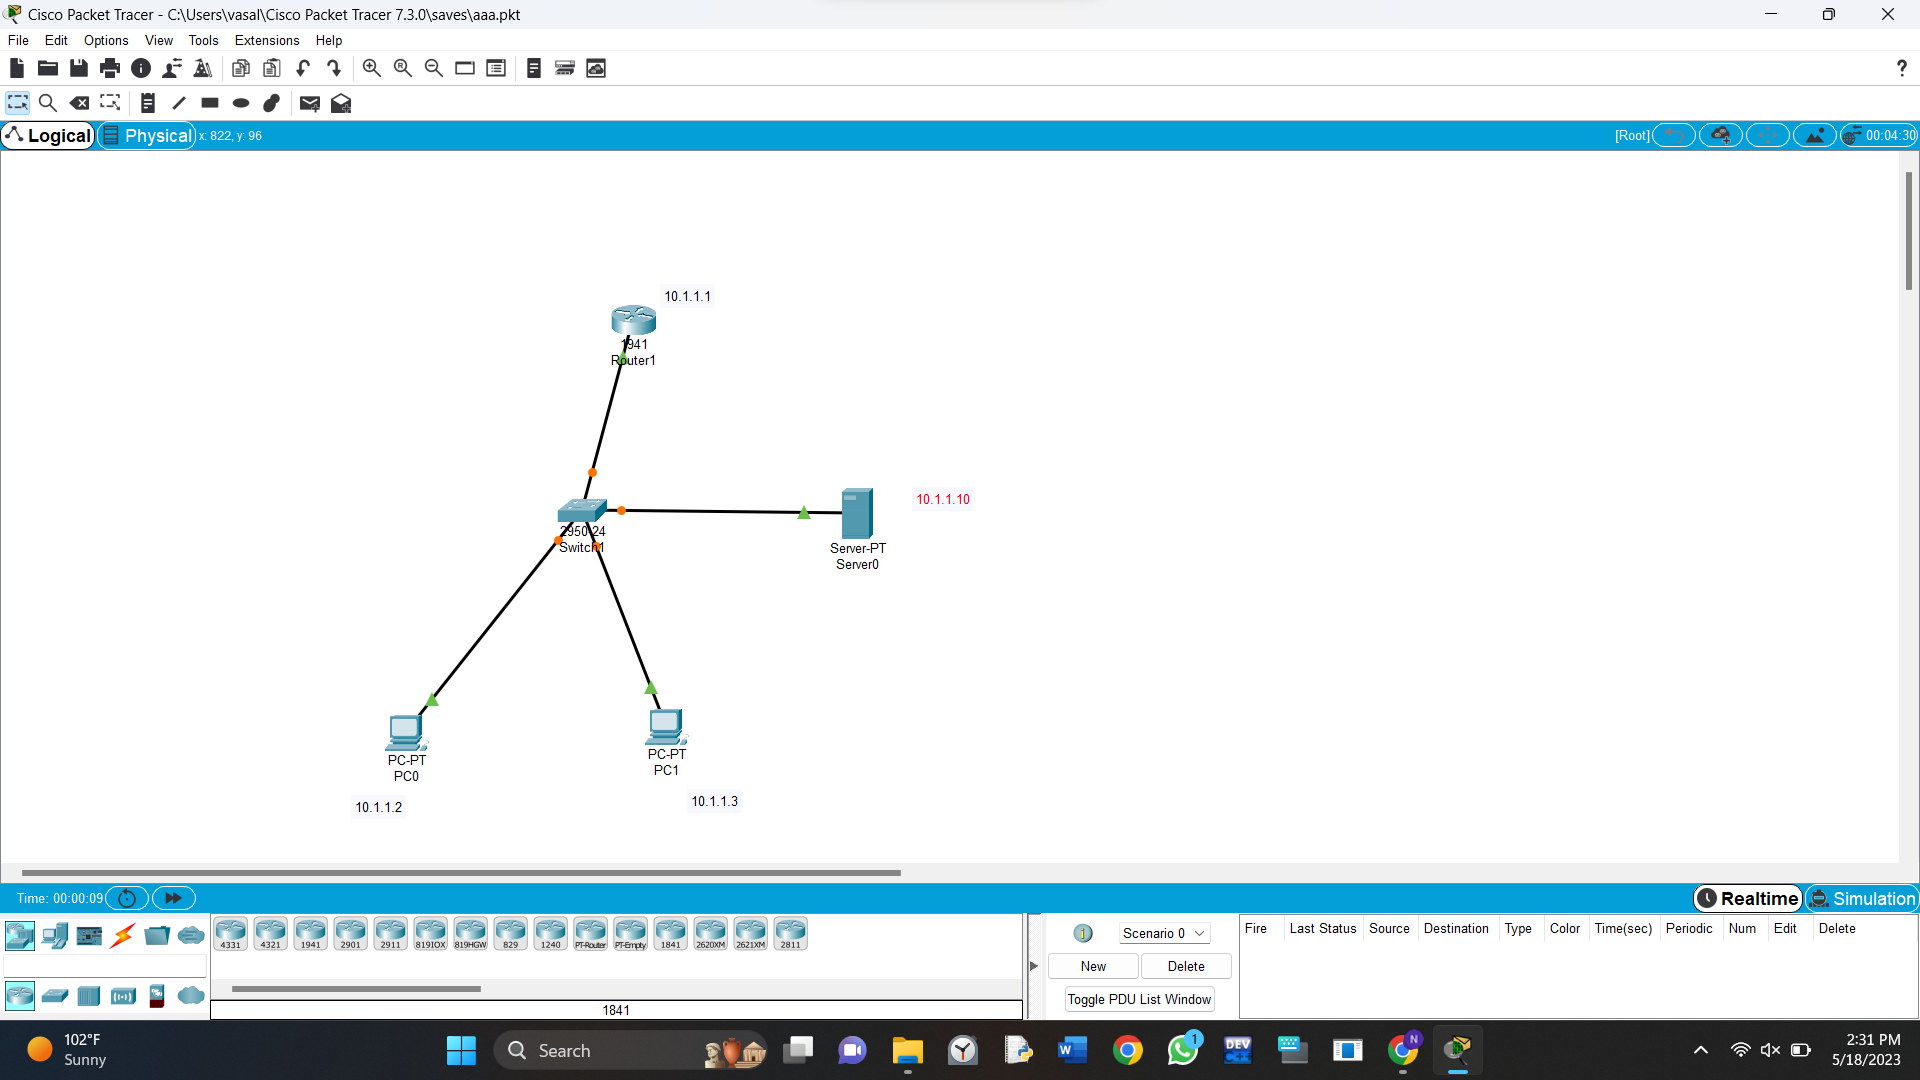 Cisco Packet Tracer - C:\Users\vasal\Cisco Packet Tracer 7.3.0\saves\aaa.pkt
File Edit Options View Tools Extensions Help
?
Logical Physical x: 822, y: 96 [Root] 00:04:30
10.1.1.1
1941
Router1
10.1.1.10
2950-24
Switch1
Server-PT
Server0
PC-PT
PC0
PC-PT
PC1
10.1.1.2
10.1.1.3
Time: 00:00:09 Realtime Simulation
4331 4321 1941 2901 2911 819IOX 819HGW 829 1240 PT-Router PT-Empty 1841 2620XM 2621XM 2811
1841
Scenario 0
New Delete
Toggle PDU List Window
Fire Last Status Source Destination Type Color Time(sec) Periodic Num Edit Delete
102°F
Sunny
Search
W
1
DEV
N
2:31 PM
5/18/2023